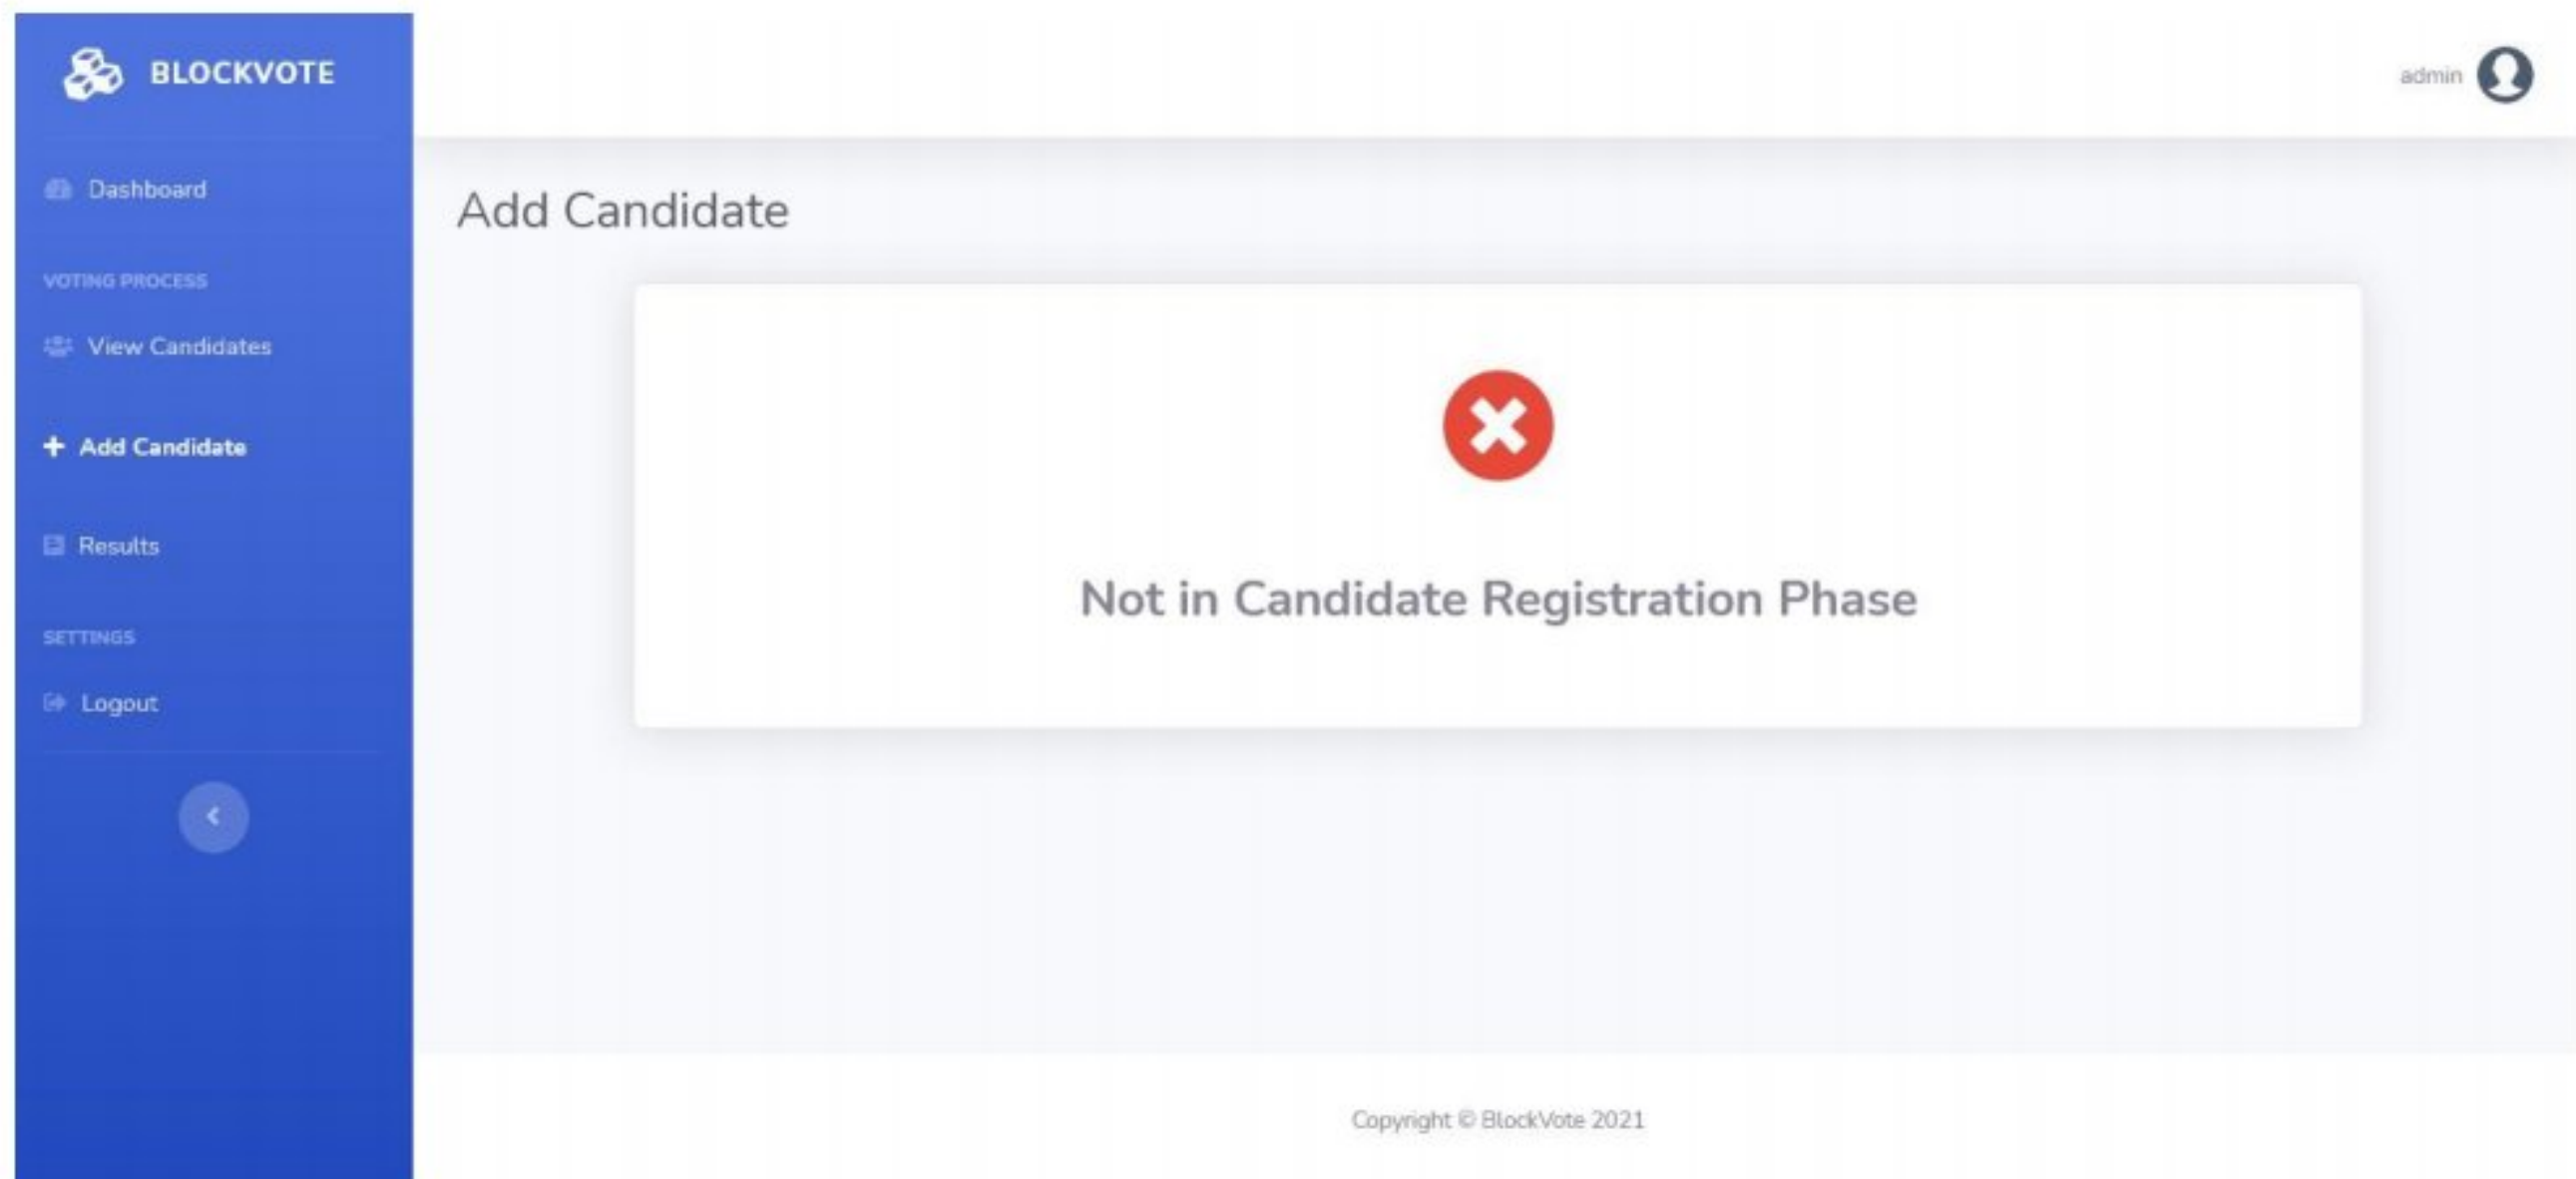 BLOCKVOTE
admin
Dashboard
VOTING PROCESS
View Candidates
Add Candidate
Results
SETTINGS
Logout
Add Candidate
Not in Candidate Registration Phase
Copyright © BlockVote 2021